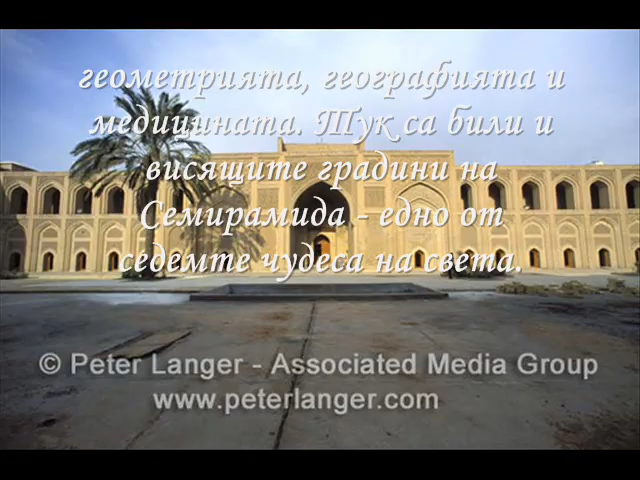 геометрията, географията и
медицината. Тук са били и
висящите градини на
Семирамида - едно от
седемте чудеса на света.
© Peter Langer - Associated Media Group
www.peterlanger.com